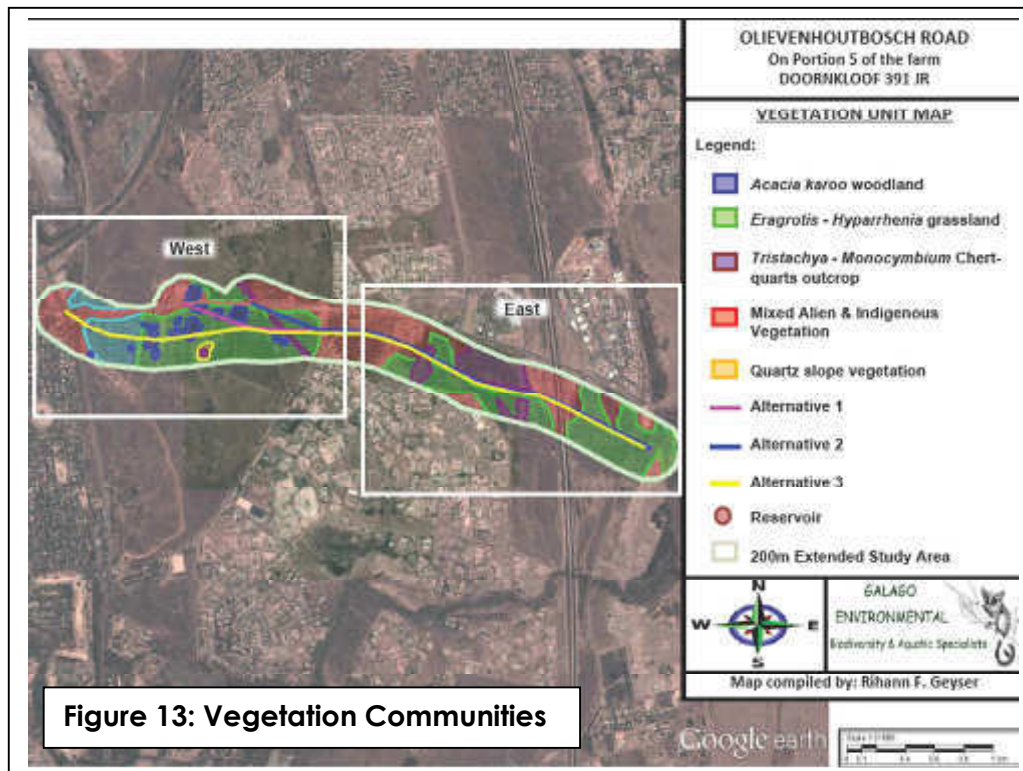 OLIEVENHOUTBOSCH ROAD
On Portion 5 of the farm
DOORNKLOOF 391 JR
VEGETATION UNIT MAP
Legend:
Acacia karoo woodland
Eragrotis - Hyparrhenia grassland
Tristachya - Monocymbium Chert-
quarts outcrop
Mixed Alien & Indigenous
Vegetation
Quartz slope vegetation
Alternative 1
Alternative 2
Alternative 3
Reservoir
200m Extended Study Area
West
East
N
W
E
S
GALAGO
ENVIRONMENTAL
Biodiversity & Aquatic Specialists
Map compiled by: Rihann F. Geyser
Figure 13: Vegetation Communities
Google earth